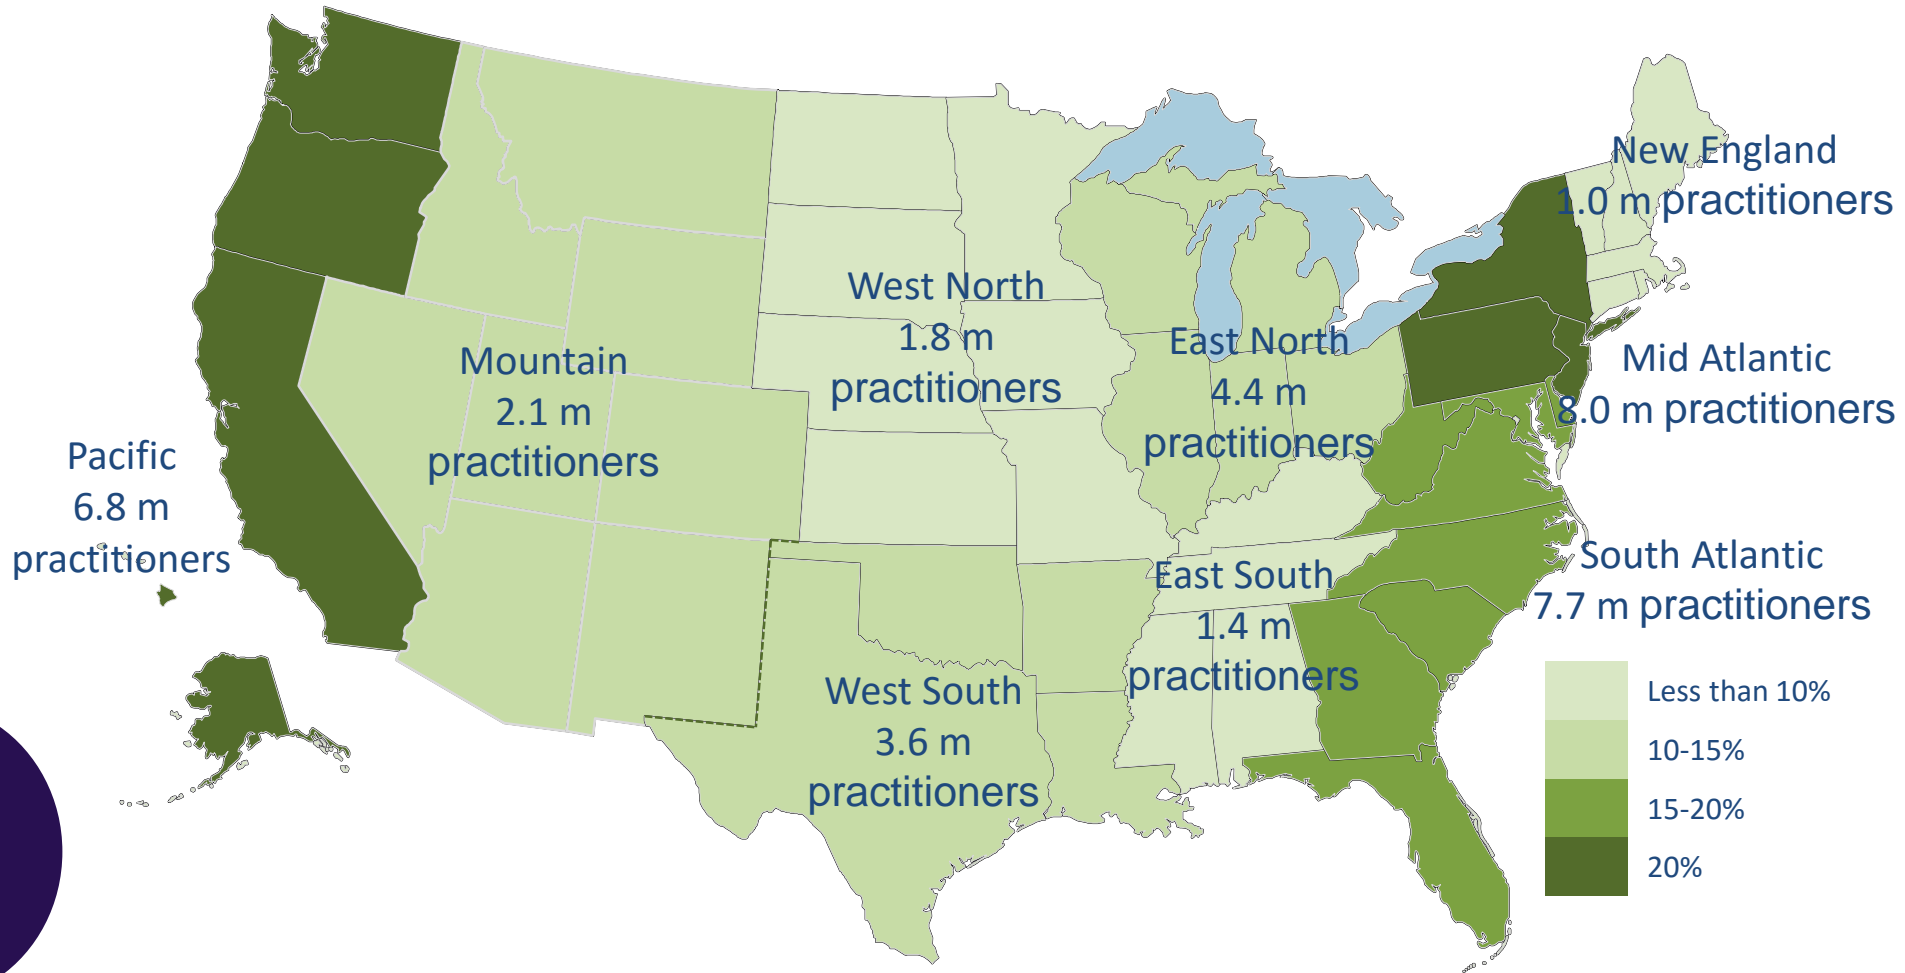 New England
1.0 m practitioners
West North
1.8 m
practitioners
East North
4.4 m
practitioners
Mountain
2.1 m
practitioners
Mid Atlantic
8.0 m practitioners
Pacific
6.8 m
practitioners
East South
1.4 m
practitioners
South Atlantic
7.7 m practitioners
West South
3.6 m
practitioners
Less than 10%
10-15%
15-20%
20%